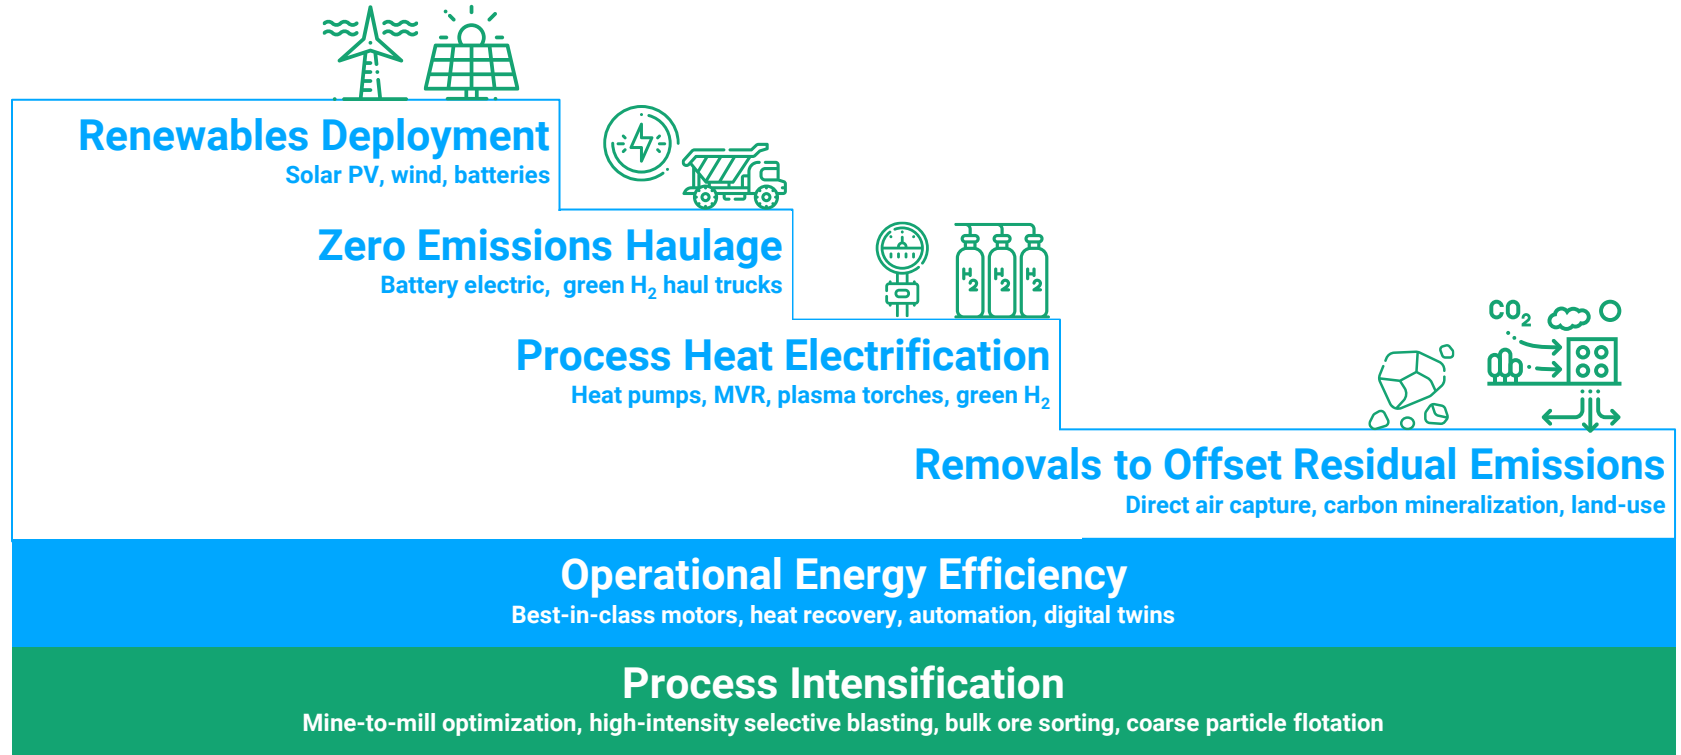 Renewables Deployment
Solar PV, wind, batteries
Zero Emissions Haulage
Battery electric,  green H₂ haul trucks
H₂ H₂ H₂
Process Heat Electrification
Heat pumps, MVR, plasma torches, green H₂
CO₂
Removals to Offset Residual Emissions
Direct air capture, carbon mineralization, land-use
Operational Energy Efficiency
Best-in-class motors, heat recovery, automation, digital twins
Process Intensification
Mine-to-mill optimization, high-intensity selective blasting, bulk ore sorting, coarse particle flotation